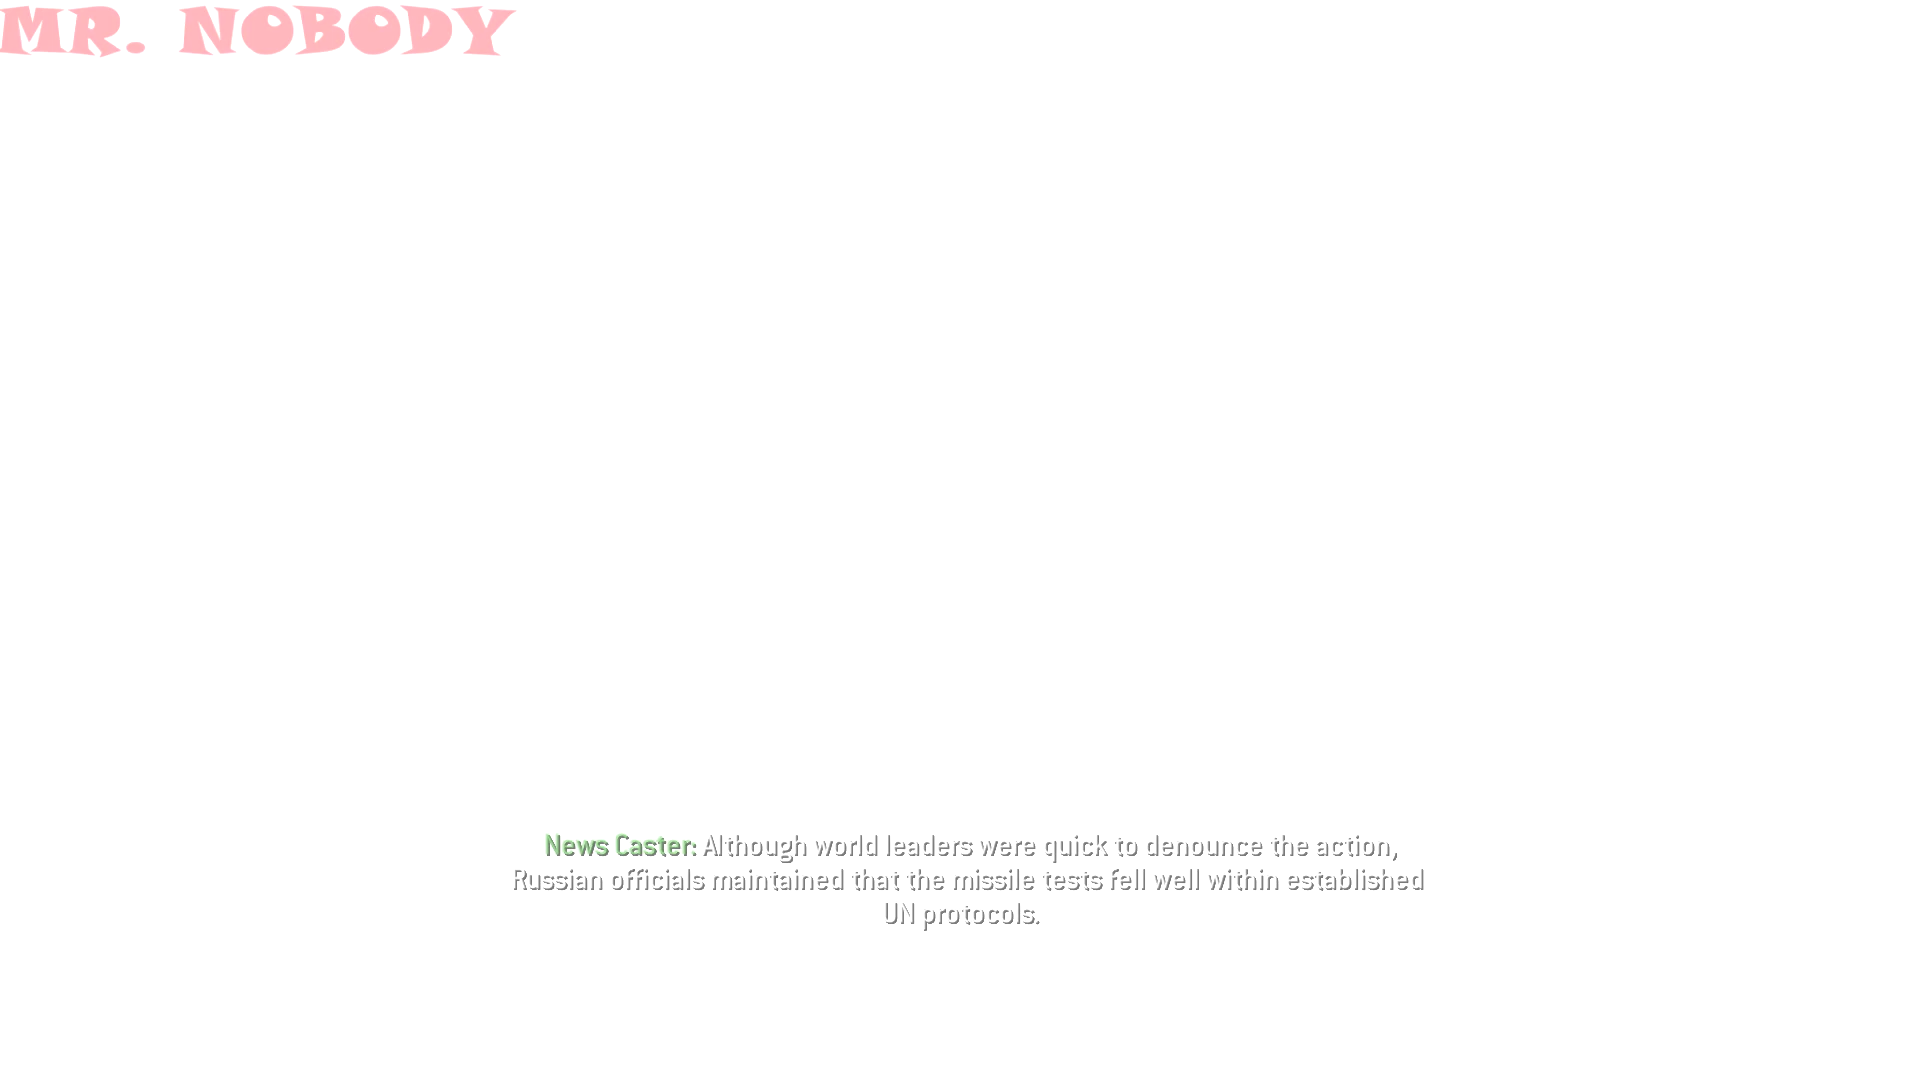 MR. NOBODY
News Caster: Although world leaders were quick to denounce the action,
Russian officials maintained that the missile tests fell well within established
UN protocols.